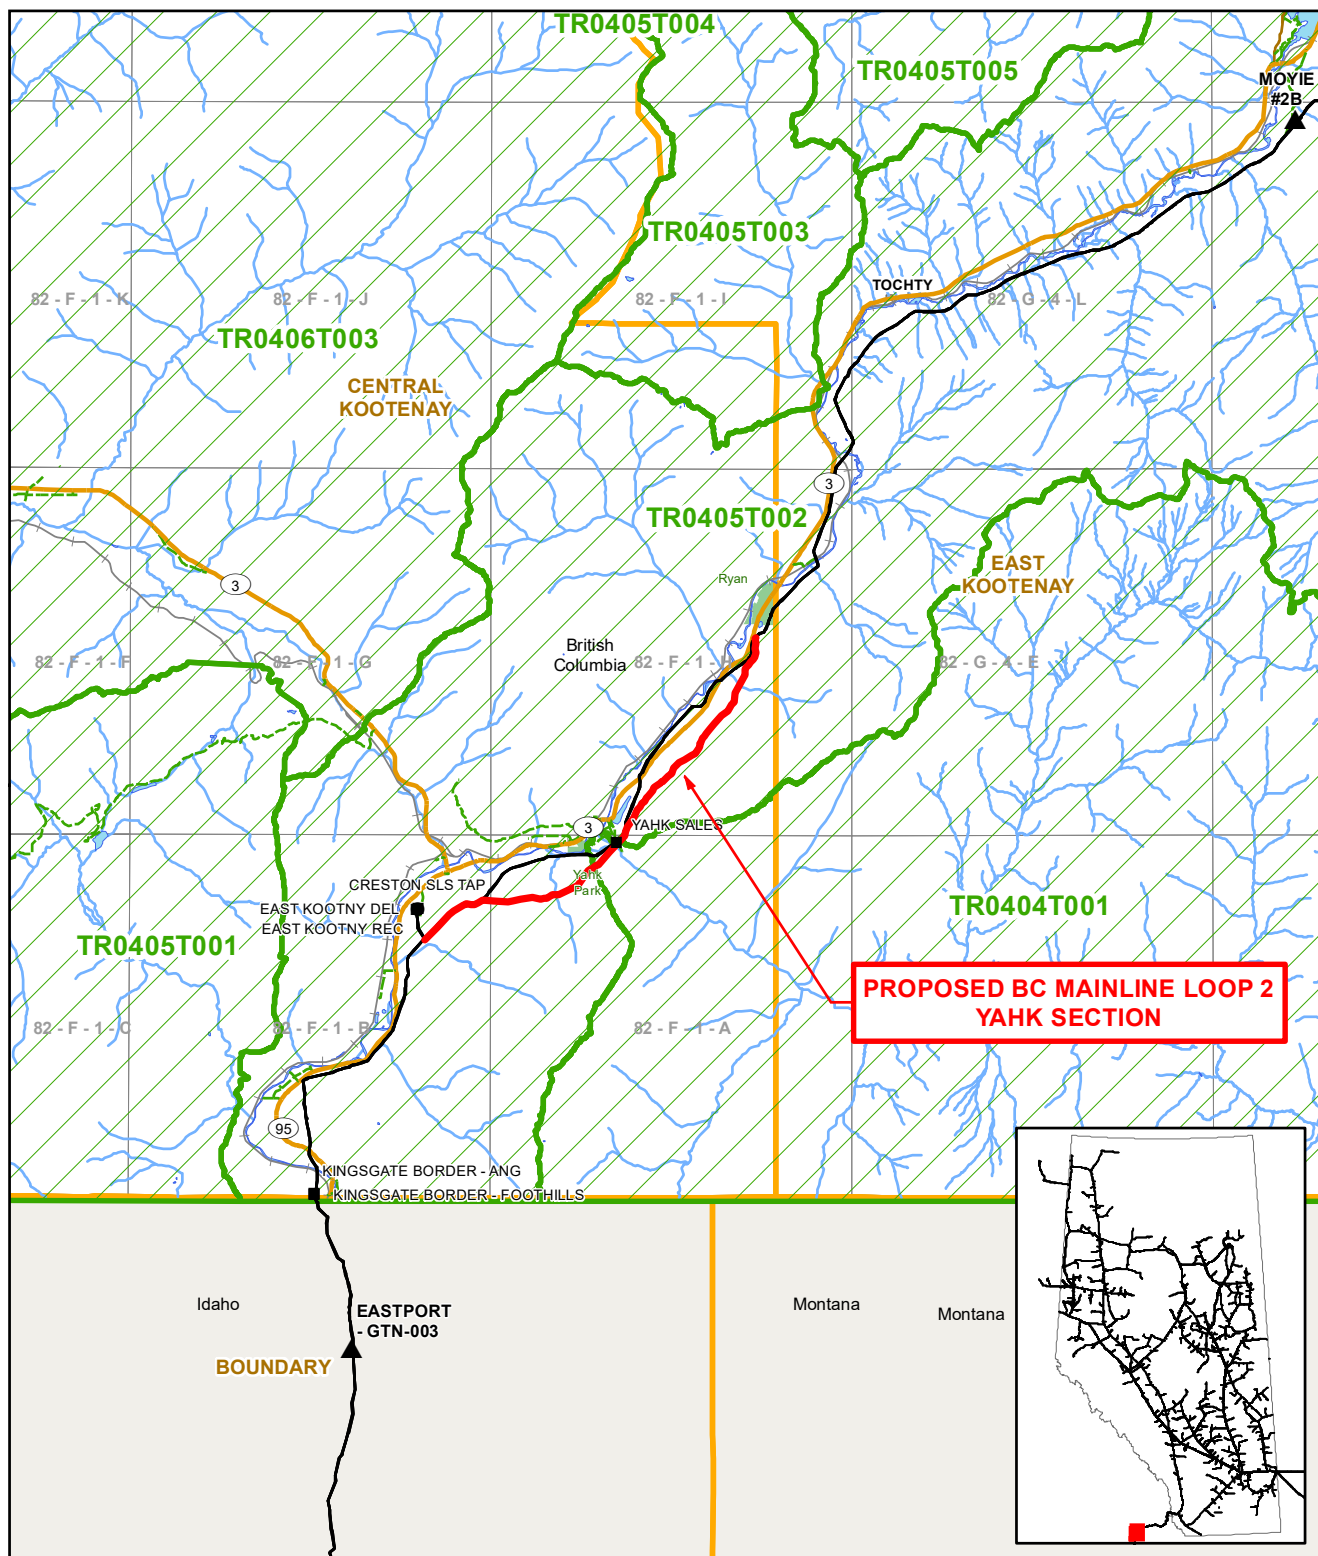 TR0405T004
TR0405T005
MOYIE
#2B
TR0405T003
TOCHTY
82 - F - 1 - K
82 - F - 1 - J
82 - F - 1 - I
82 - G - 4 - L
TR0406T003
CENTRAL
KOOTENAY
3
TR0405T002
EAST
KOOTENAY
Ryan
3
British
Columbia
82 - F - 1 - F
82 - F - 1 - G
82 - F - 1 - H
82 - G - 4 - E
3
YAHK SALES
Yahk
Park
CRESTON SLS TAP
EAST KOOTNY DEL
EAST KOOTNY REC
TR0404T001
TR0405T001
PROPOSED BC MAINLINE LOOP 2
YAHK SECTION
82 - F - 1 - C
82 - F - 1 - B
82 - F - 1 - A
95
KINGSGATE BORDER - ANG
KINGSGATE BORDER - FOOTHILLS
Idaho
Montana
Montana
EASTPORT
- GTN-003
BOUNDARY